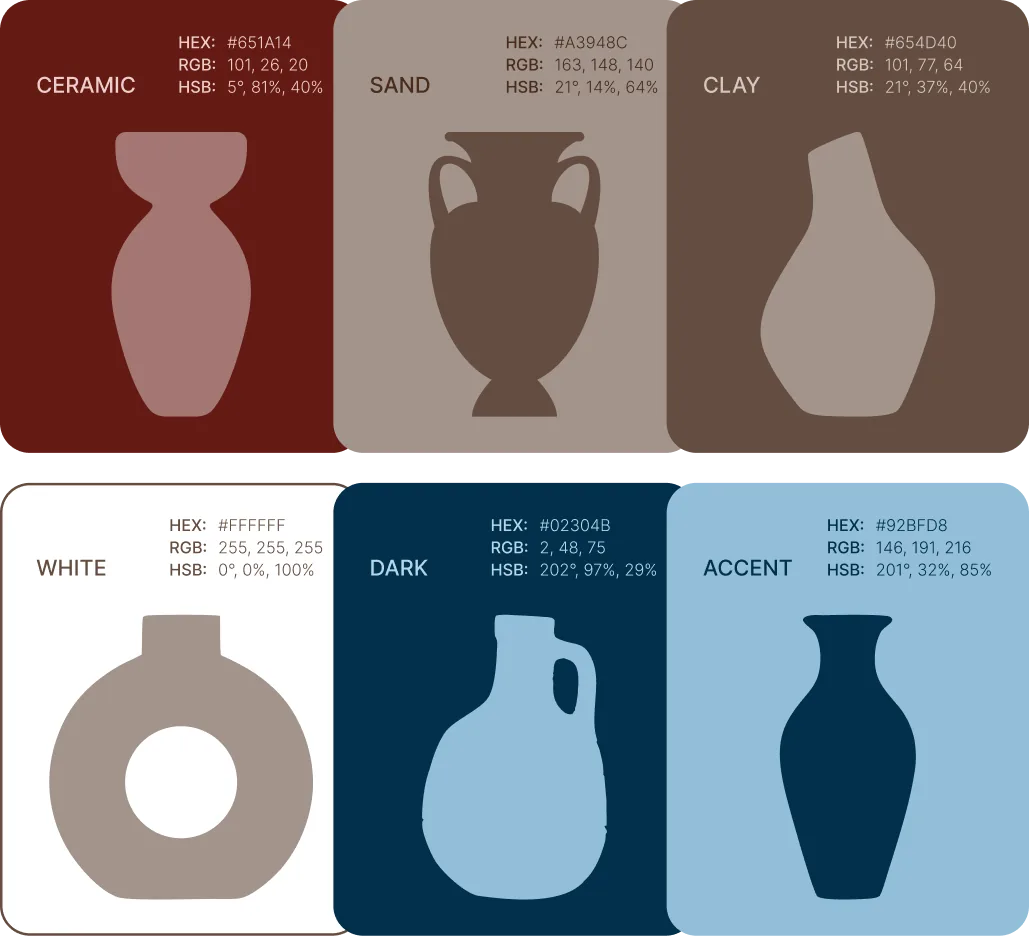 CERAMIC
HEX: #651A14
RGB: 101, 26, 20
HSB: 5°, 81%, 40%
SAND
HEX: #A3948C
RGB: 163, 148, 140
HSB: 21°, 14%, 64%
CLAY
HEX: #654D40
RGB: 101, 77, 64
HSB: 21°, 37%, 40%
WHITE
HEX: #FFFFFF
RGB: 255, 255, 255
HSB: 0°, 0%, 100%
DARK
HEX: #02304B
RGB: 2, 48, 75
HSB: 202°, 97%, 29%
ACCENT
HEX: #92BFD8
RGB: 146, 191, 216
HSB: 201°, 32%, 85%